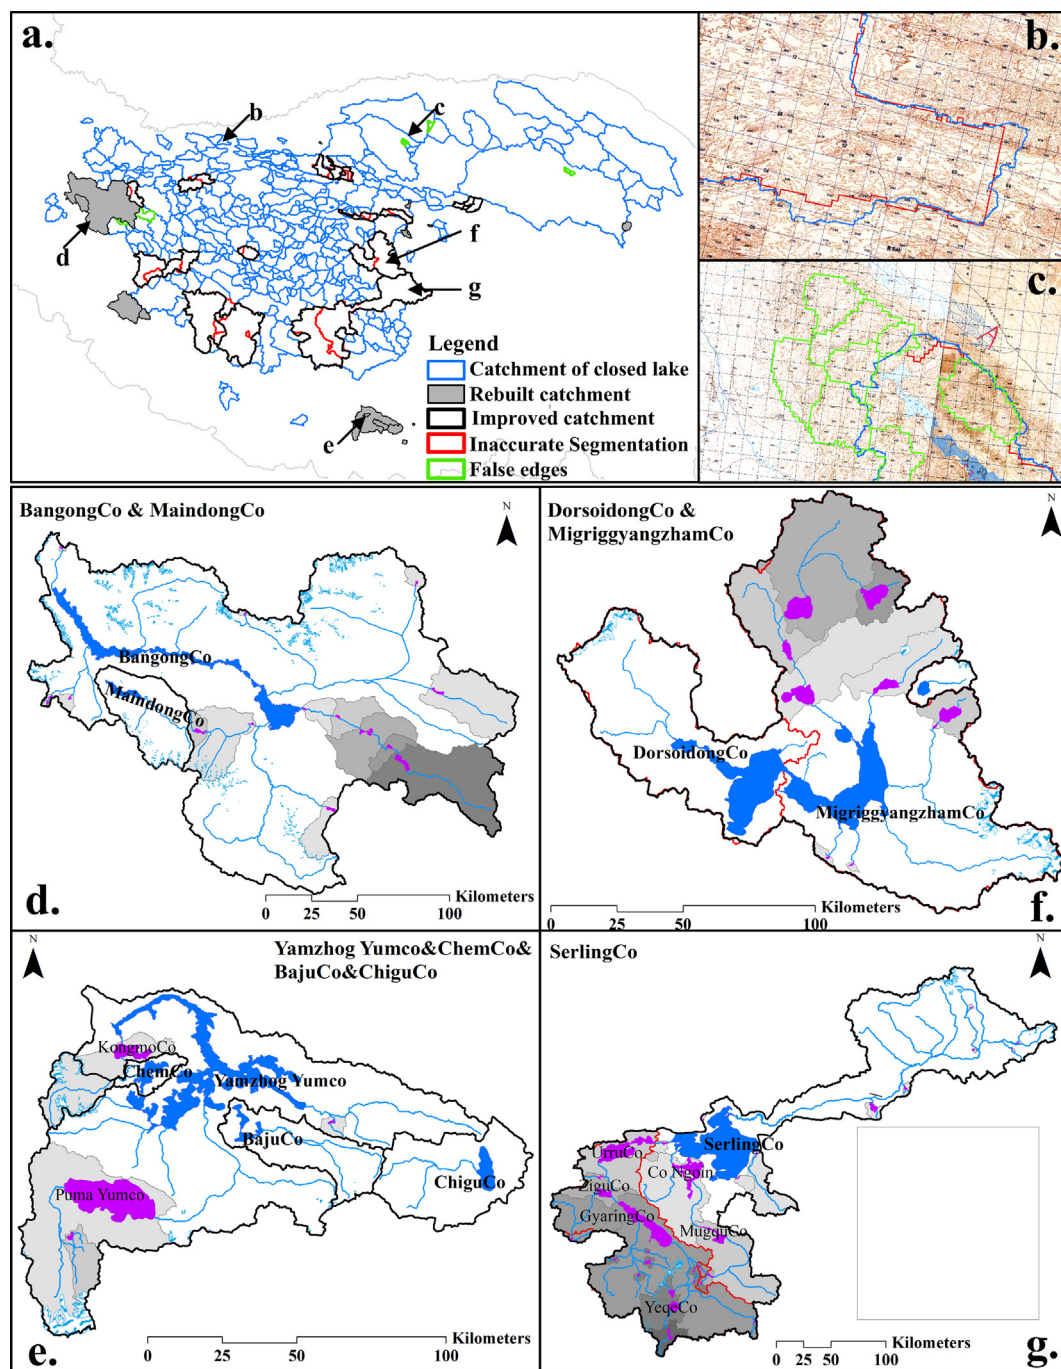 a.
b
c
d
f
g
e
Legend
Catchment of closed lake
Rebuilt catchment
Improved catchment
Inaccurate Segmentation
False edges
b.
c.
BangongCo & MaindongCo
N
BangongCo
MaindongCo
Kilometers
0 25 50 100
d.
DorsoidongCo &
MigriggyangzhamCo
N
DorsoidongCo
MigriggyangzhamCo
Kilometers
0 25 50 100
f.
N
Yamzhog Yumco&ChemCo&
BajuCo&ChiguCo
KongmoCo
ChemCo
Yamzhog Yumco
BajuCo
ChiguCo
Puma Yumco
Kilometers
0 25 50 100
e.
SerlingCo
N
SerlingCo
UrruCo
Co Ngoin
ZiguCo
GyaringCo
MugquCo
YeqeCo
Kilometers
0 25 50 100
g.